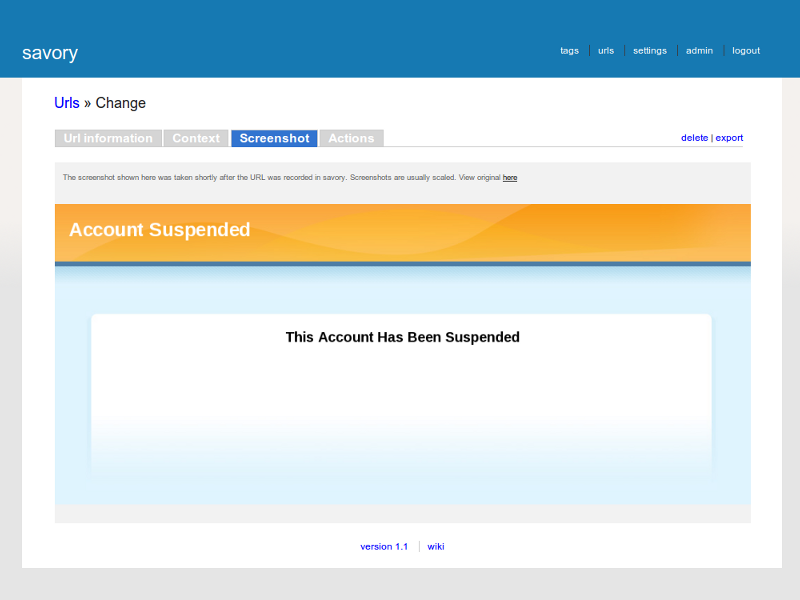 savory
tags urls settings admin logout
Urls » Change
Url information Context Screenshot Actions
delete | export
The screenshot shown here was taken shortly after the URL was recorded in savory. Screenshots are usually scaled. View original here
Account Suspended
This Account Has Been Suspended
version 1.1 wiki